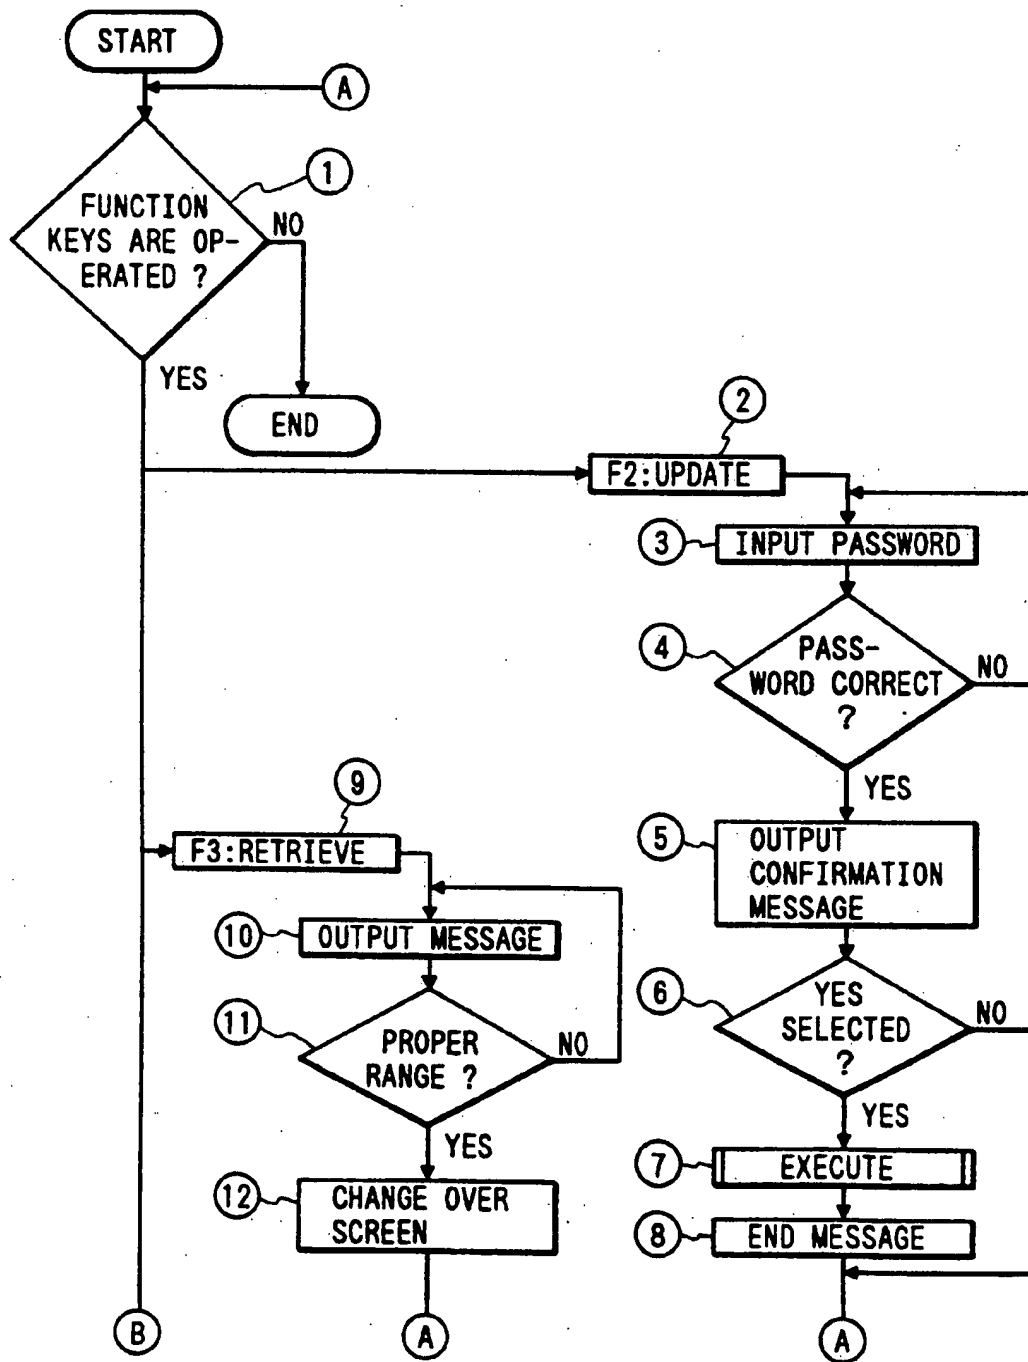 START
A
1
FUNCTION
KEYS ARE OP-
ERATED ?
NO
YES
END
2
F2:UPDATE
3
INPUT PASSWORD
4
PASS-
WORD CORRECT
?
NO
YES
5
OUTPUT
CONFIRMATION
MESSAGE
6
YES
SELECTED
?
NO
YES
7
EXECUTE
8
END MESSAGE
A
9
F3:RETRIEVE
10
OUTPUT MESSAGE
11
PROPER
RANGE ?
NO
YES
12
CHANGE OVER
SCREEN
A
B